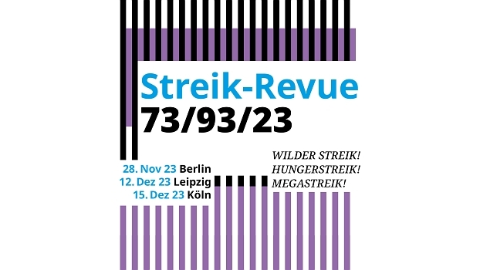 Streik-Revue
73/93/23
WILDER STREIK!
HUNGERSTREIK!
MEGASTREIK!
28. Nov 23 Berlin
12. Dez 23 Leipzig
15. Dez 23 Köln